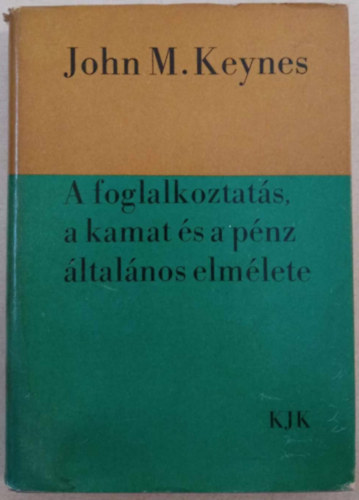 John M. Keynes
A foglalkoztatás,
a kamat és a pénz
általános elmélete
KJK